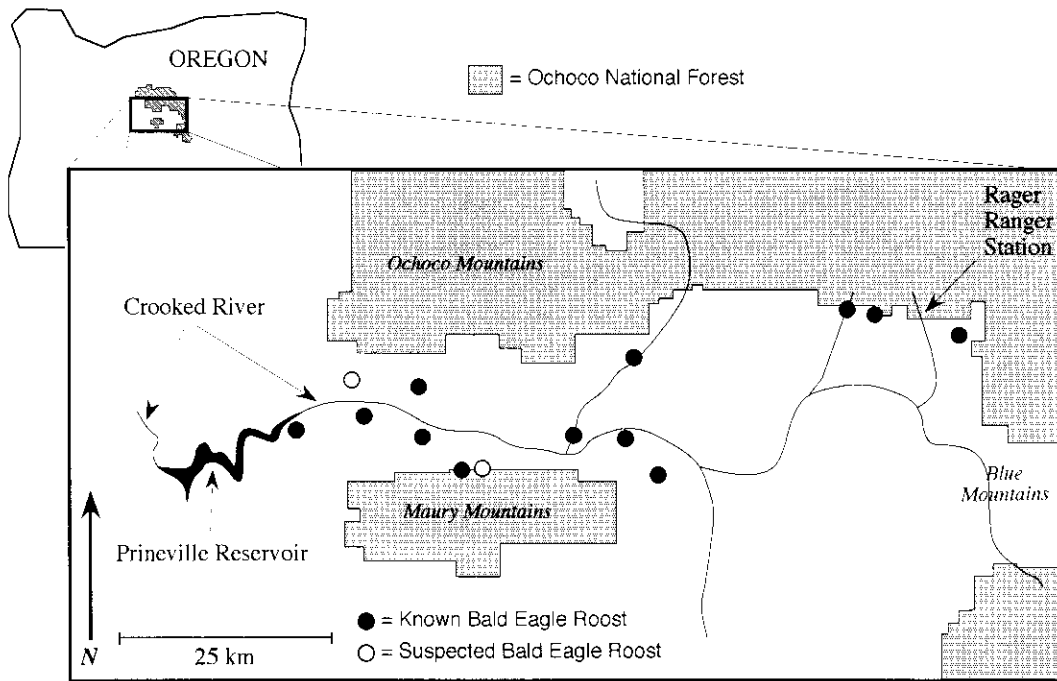 OREGON
= Ochoco National Forest
Rager
Ranger
Station
Ochoco Mountains
Crooked River
Blue
Mountains
Maury Mountains
Prineville Reservoir
N
25 km
= Known Bald Eagle Roost
= Suspected Bald Eagle Roost